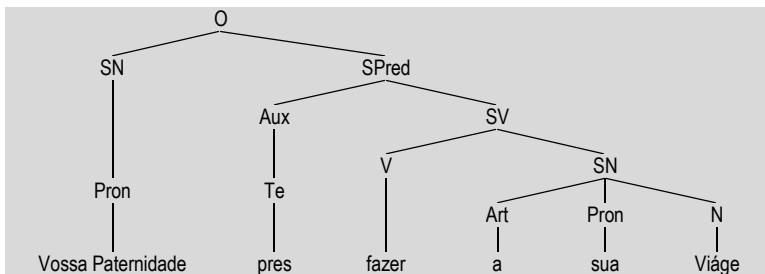 O
SN SPred
Aux SV
V SN
Pron Te
Art Pron N
Vossa Paternidade pres fazer a sua Viáge